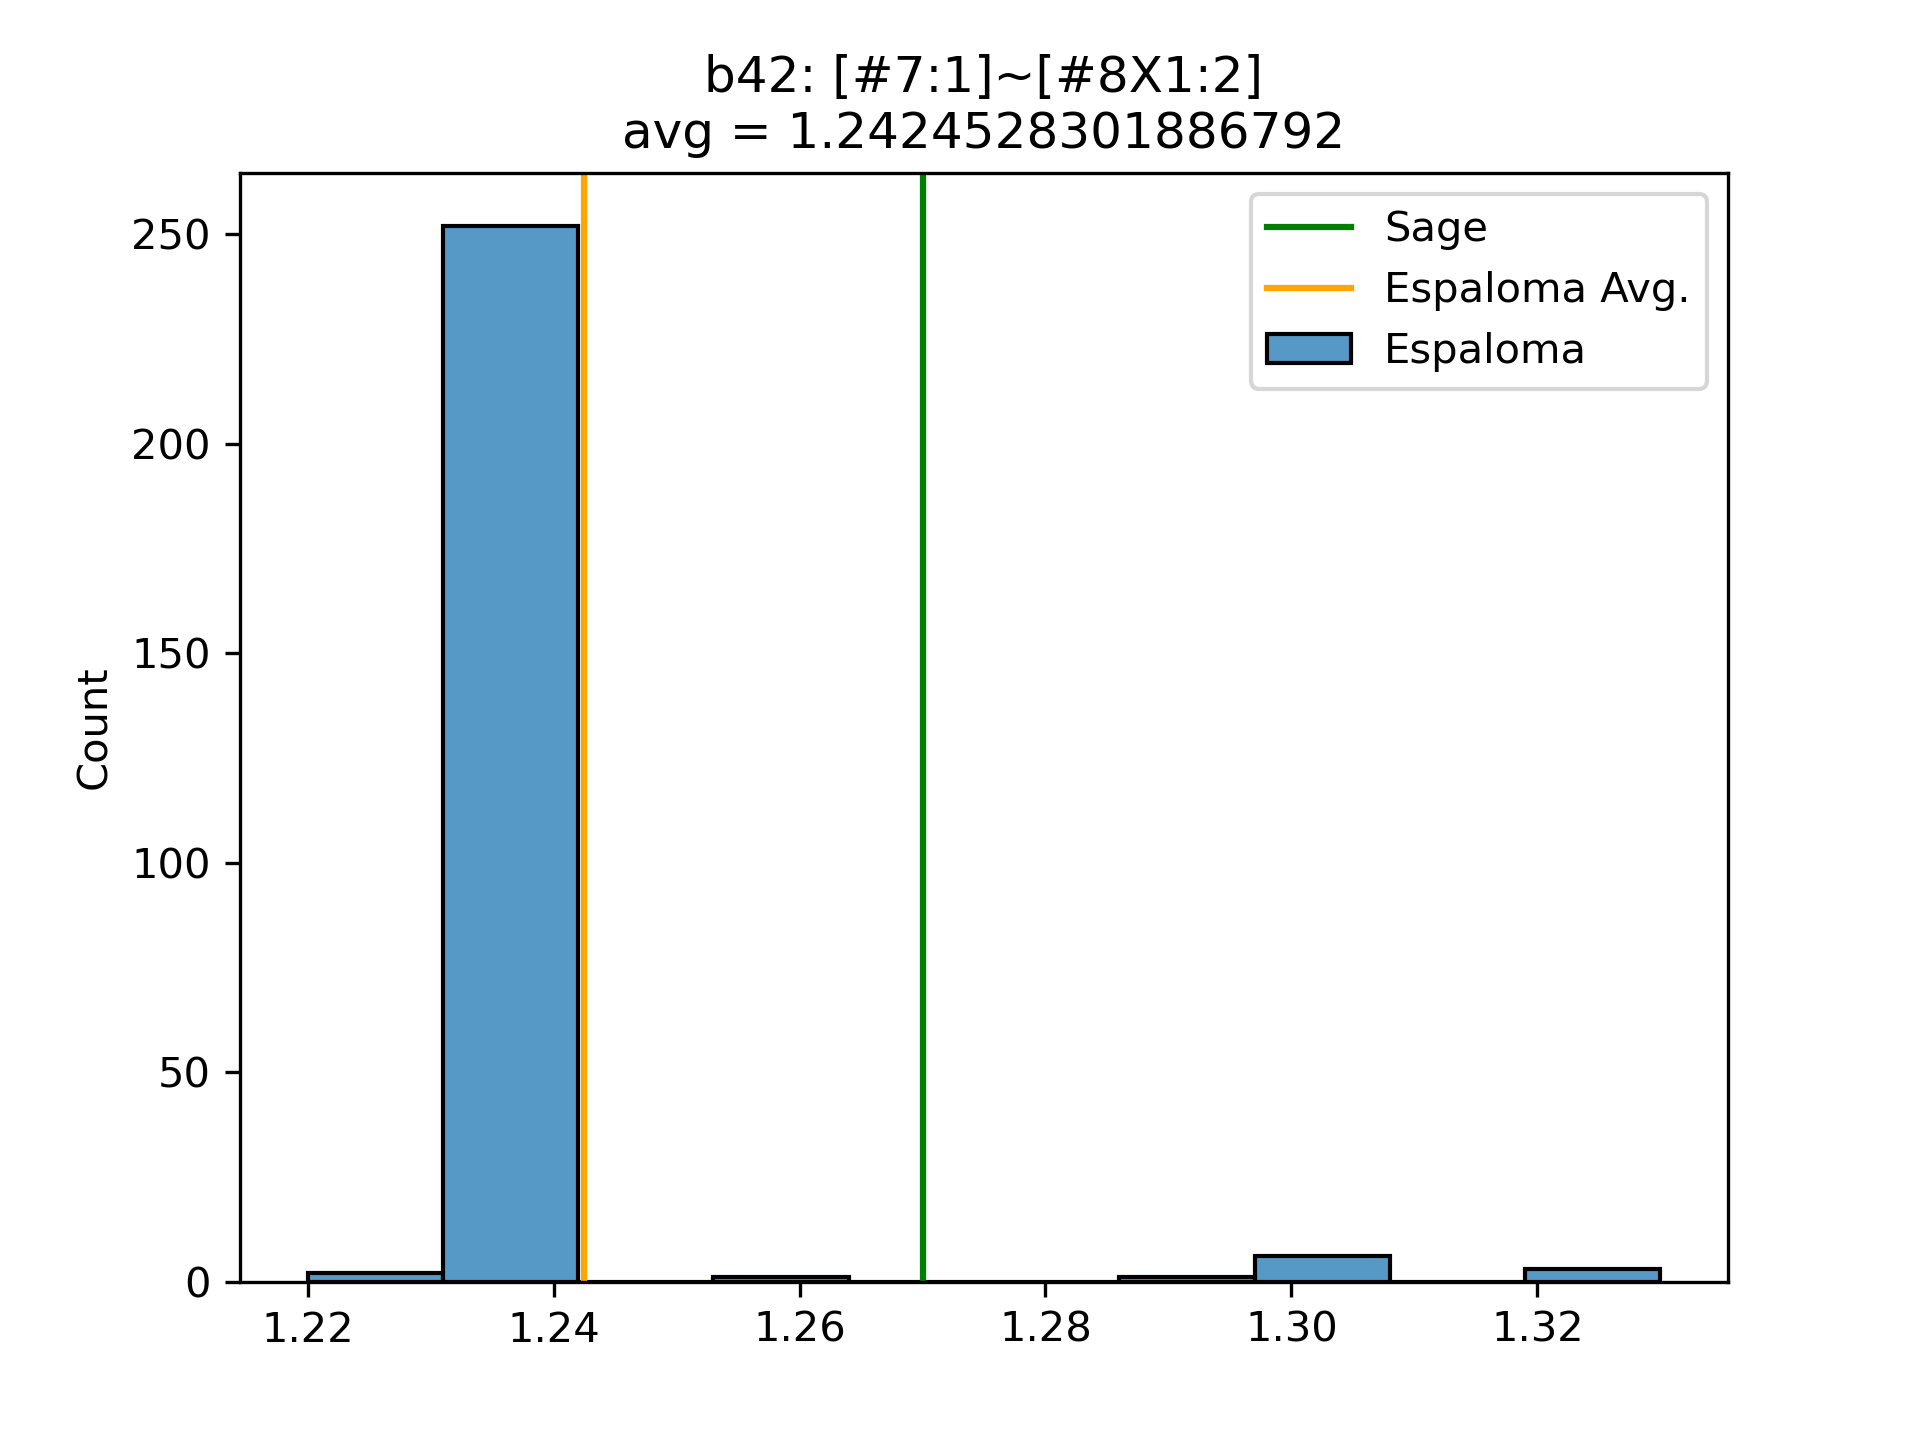 b42: [#7:1]~[#8X1:2]
avg = 1.2424528301886792
Sage
Espaloma Avg.
Espaloma
250
200
150
100
50
0
Count
1.22 1.24 1.26 1.28 1.30 1.32